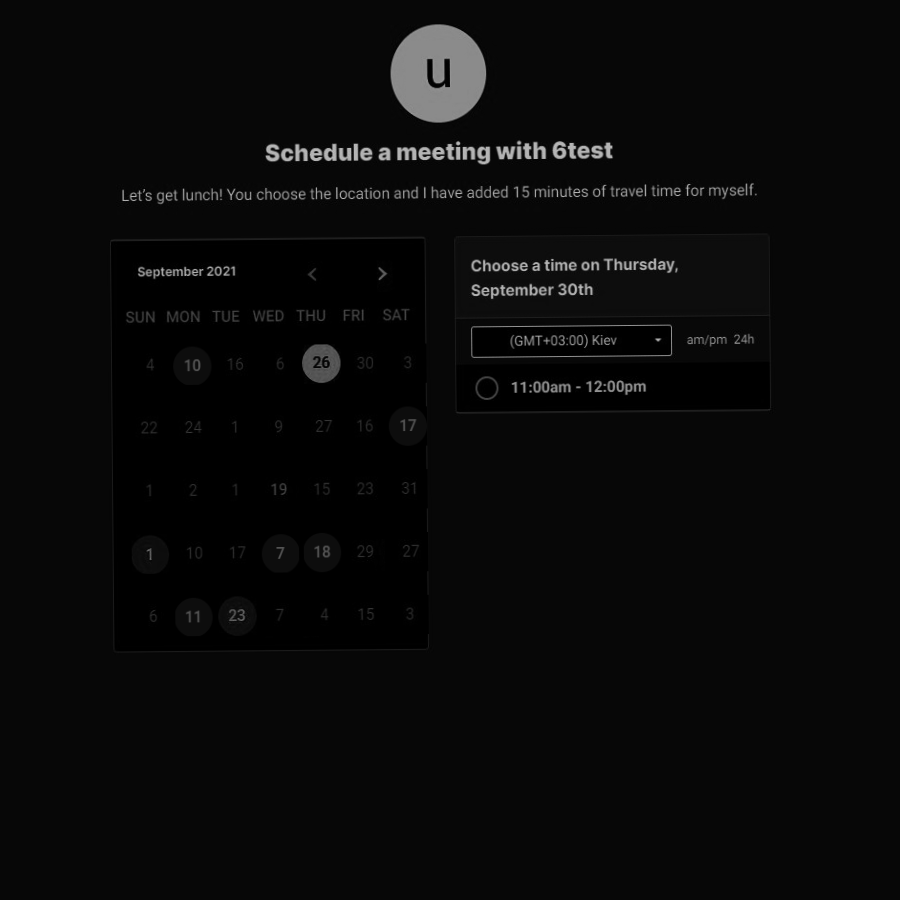 u
Schedule a meeting with 6test
Let's get lunch! You choose the location and I have added 15 minutes of travel time for myself.
September 2021
SUN MON TUE WED THU FRI SAT
4 10 16 6 26 30 3
22 24 1 9 27 16 17
1 2 1 19 15 23 31
1 10 17 7 18 29 27
6 11 23 7 4 15 3
Choose a time on Thursday,
September 30th
(GMT+03:00) Kiev am/pm 24h
11:00am - 12:00pm